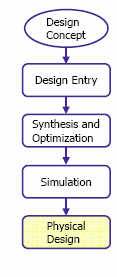 Design
Concept
Design Entry
Synthesis and
Optimization
Simulation
Physical
Design